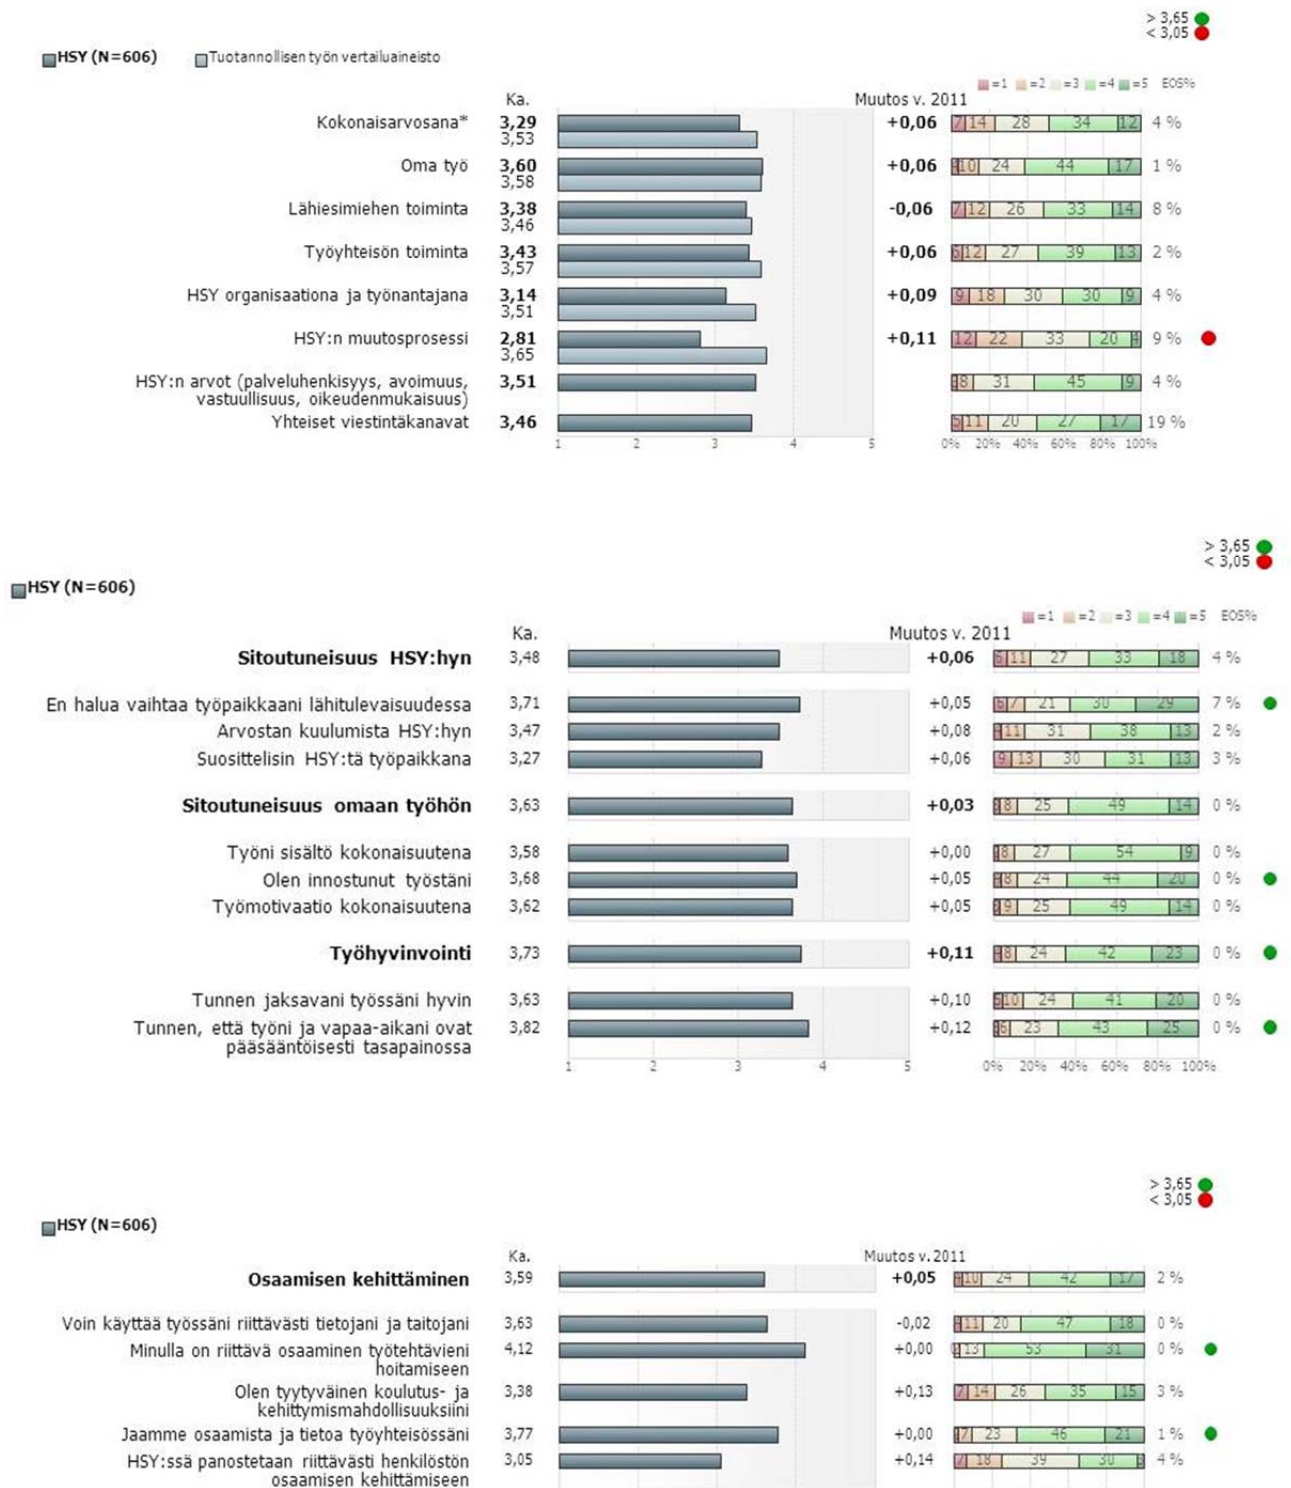 > 3,65
< 3,05
HSY (N=606) Tuotannollisen työn vertailuaineisto
=1 =2 =3 =4 =5 EOS%
Ka. Muutos v. 2011
Kokonaisarvosana* 3,29 +0,06 7 14 28 34 12 4 %
3,53
Oma työ 3,60 +0,06 10 24 44 17 1 %
3,58
Lähiesimiehen toiminta 3,38 -0,06 7 12 26 33 14 8 %
3,46
Työyhteisön toiminta 3,43 +0,06 6 12 27 39 13 2 %
3,57
HSY organisaationa ja työnantajana 3,14 +0,09 9 18 30 30 9 4 %
3,51
HSY:n muutosprosessi 2,81 +0,11 12 22 33 20 4 9 %
3,65
HSY:n arvot (palveluhenkisyys, avoimuus, 3,51 8 31 45 9 4 %
vastuullisuus, oikeudenmukaisuus)
Yhteiset viestintäkanavat 3,46 5 11 20 27 17 19 %
1 2 3 4 5 0% 20% 40% 60% 80% 100%
> 3,65
< 3,05
HSY (N=606)
=1 =2 =3 =4 =5 EOS%
Ka. Muutos v. 2011
Sitoutuneisuus HSY:hyn 3,48 +0,06 6 11 27 33 18 4 %
En halua vaihtaa työpaikkaani lähitulevaisuudessa 3,71 +0,05 6 7 21 30 29 7 %
Arvostan kuulumista HSY:hyn 3,47 +0,08 11 31 38 13 2 %
Suosittelisin HSY:tä työpaikkana 3,27 +0,06 9 13 30 31 13 3 %
Sitoutuneisuus omaan työhön 3,63 +0,03 8 25 49 14 0 %
Työni sisältö kokonaisuutena 3,58 +0,00 8 27 54 9 0 %
Olen innostunut työstäni 3,68 +0,05 8 24 44 20 0 %
Työmotivaatio kokonaisuutena 3,62 +0,05 9 25 49 14 0 %
Työhyvinvointi 3,73 +0,11 8 24 42 23 0 %
Tunnen jaksavani työssäni hyvin 3,63 +0,10 5 10 24 41 20 0 %
Tunnen, että työni ja vapaa-aikani ovat 3,82 +0,12 6 23 43 25 0 %
pääsääntöisesti tasapainossa
1 2 3 4 5 0% 20% 40% 60% 80% 100%
> 3,65
< 3,05
HSY (N=606)
Ka. Muutos v. 2011
Osaamisen kehittäminen 3,59 +0,05 10 24 42 17 2 %
Voin käyttää työssäni riittävästi tietojani ja taitojani 3,63 -0,02 11 20 47 18 0 %
Minulla on riittävä osaaminen työtehtävieni 4,12 +0,00 2 13 53 31 0 %
hoitamiseen
Olen tyytyväinen koulutus- ja 3,38 +0,13 7 14 26 35 15 3 %
kehittymismahdollisuuksiini
Jaamme osaamista ja tietoa työyhteisössäni 3,77 +0,00 7 23 46 21 1 %
HSY:ssä panostetaan riittävästi henkilöstön 3,05 +0,14 7 18 39 30 4 %
osaamisen kehittämiseen